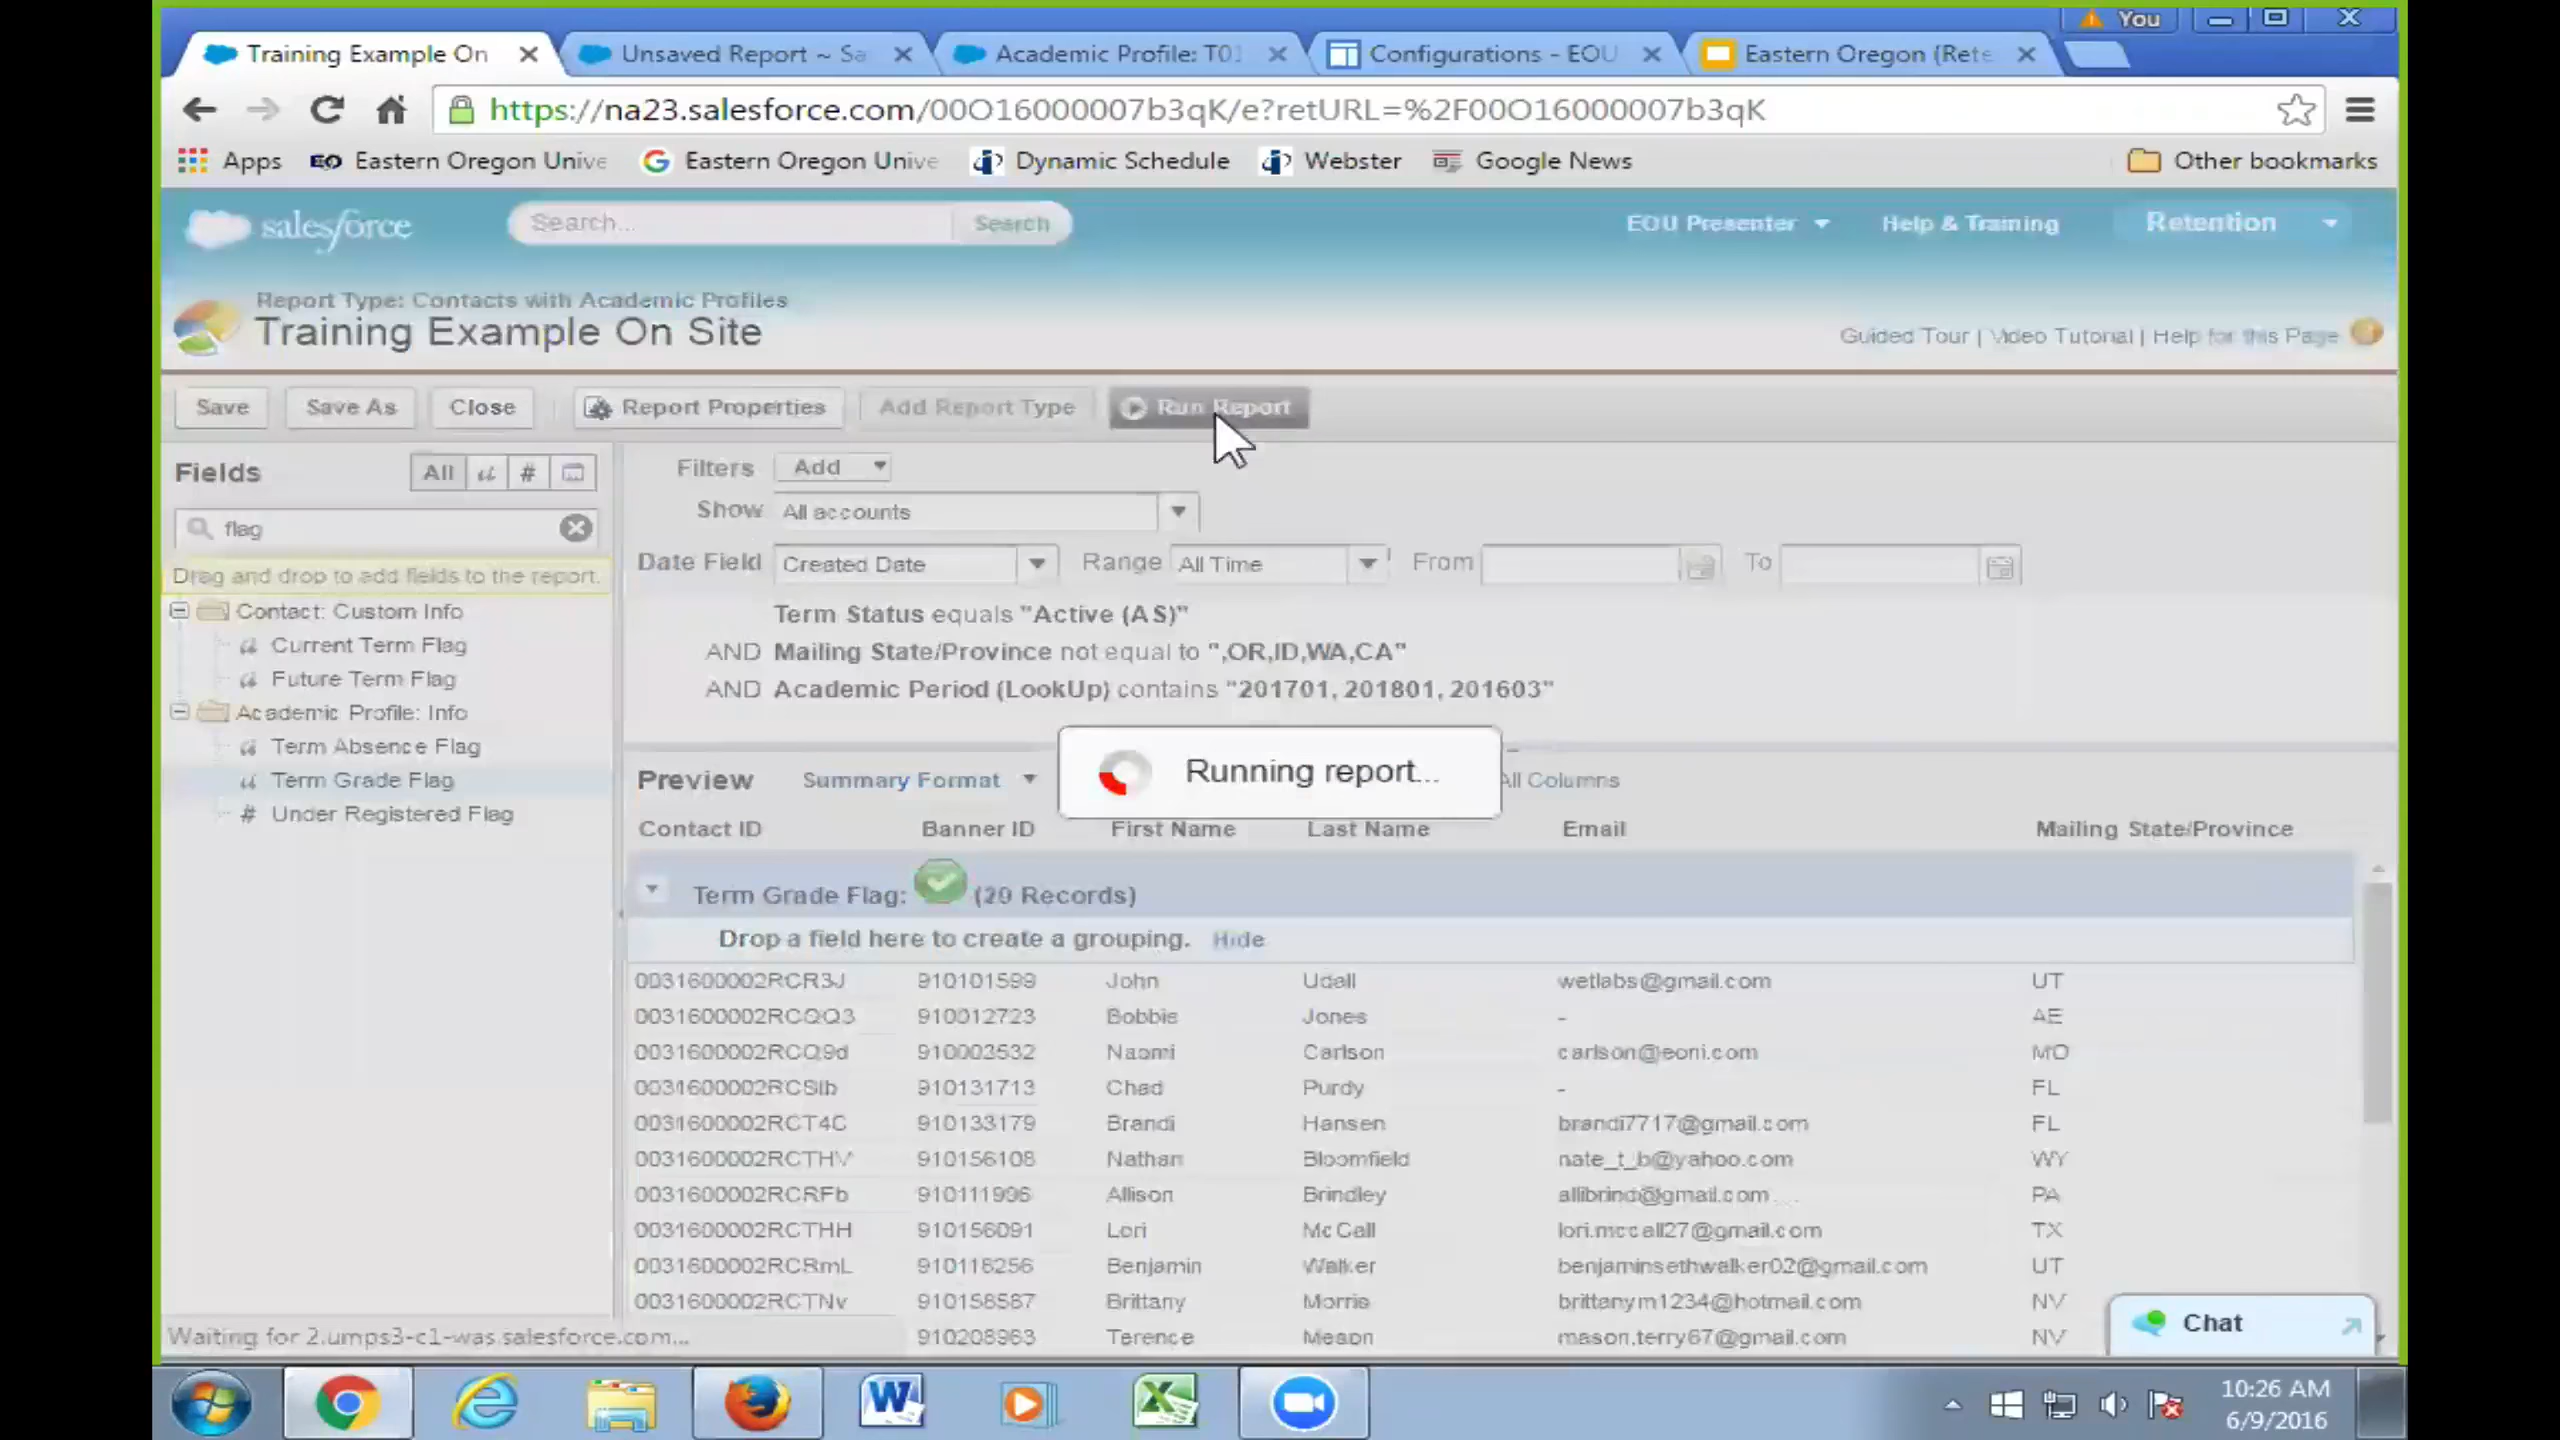 You
Training Example On
Unsaved Report ~ Sa
Academic Profile: T01
Configurations - EOU
Eastern Oregon (Rete
https://na23.salesforce.com/00O16000007b3qK/e?retURL=%2F00O16000007b3qK
Apps
Eastern Oregon Unive
Eastern Oregon Unive
Dynamic Schedule
Webster
Google News
Other bookmarks
salesforce
Search...
Search
EOU Presenter
Help & Training
Retention
Report Type: Contacts with Academic Profiles
Training Example On Site
Guided Tour | Video Tutorial | Help for this Page
Save
Save As
Close
Report Properties
Add Report Type
Run Report
Fields
All
#
flag
Drag and drop to add fields to the report.
Contact: Custom Info
Current Term Flag
Future Term Flag
Academic Profile: Info
Term Absence Flag
Term Grade Flag
# Under Registered Flag
Filters Add
Show All accounts
Date Field Created Date Range All Time From To
Term Status equals "Active (AS)"
AND Mailing State/Province not equal to ",OR,ID,WA,CA"
AND Academic Period (LookUp) contains "201701, 201801, 201603"
Running report...
Preview Summary Format All Columns
Contact ID Banner ID First Name Last Name Email Mailing State/Province
Term Grade Flag: (20 Records)
Drop a field here to create a grouping. Hide
0031600002RCR3J 910101599 John Udall wetlabs@gmail.com UT
0031600002RCQQ3 910012723 Bobbie Jones - AE
0031600002RCQ9d 910003532 Naomi Carlson carlson@eoni.com MO
910131713 Chad Purdy - FL
0031600002RCT4C 910133179 Brandi Hansen brandi7717@gmail.com FL
0031600002RCTHV 910156108 Nathan Bloomfield nate_t_b@yahoo.com WY
0031600002RCRFb 910111996 Allison Brindley PA
0031600002RCTHH 910156091 Lori McCall lori.mccall27@gmail.com TX
0031600002RCRmL 910118256 Benjamin Walker benjaminsethwalker02@gmail.com UT
0031600002RCTNv 910158587 Brittany Morris brittanym1234@hotmail.com NV
910208963 Terence mason.terry67@gmail.com NV
Waiting for 2.umps3-c1-was.salesforce.com...
Chat
10:26 AM
6/9/2016